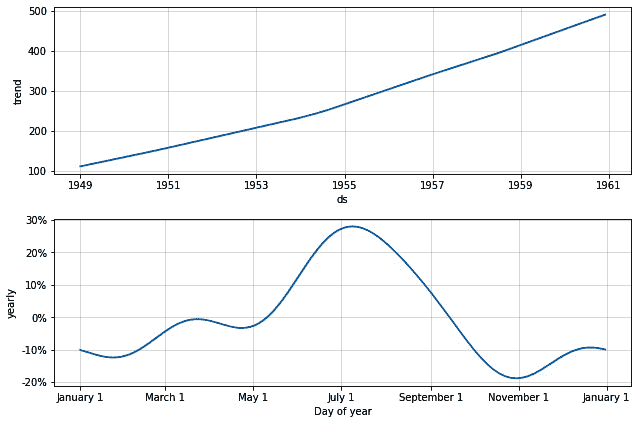 500
400
300
200
100
trend
1949 1951 1953 1955 1957 1959 1961
ds
30%
20%
10%
0%
-10%
-20%
yearly
January 1 March 1 May 1 July 1 September 1 November 1 January 1
Day of year